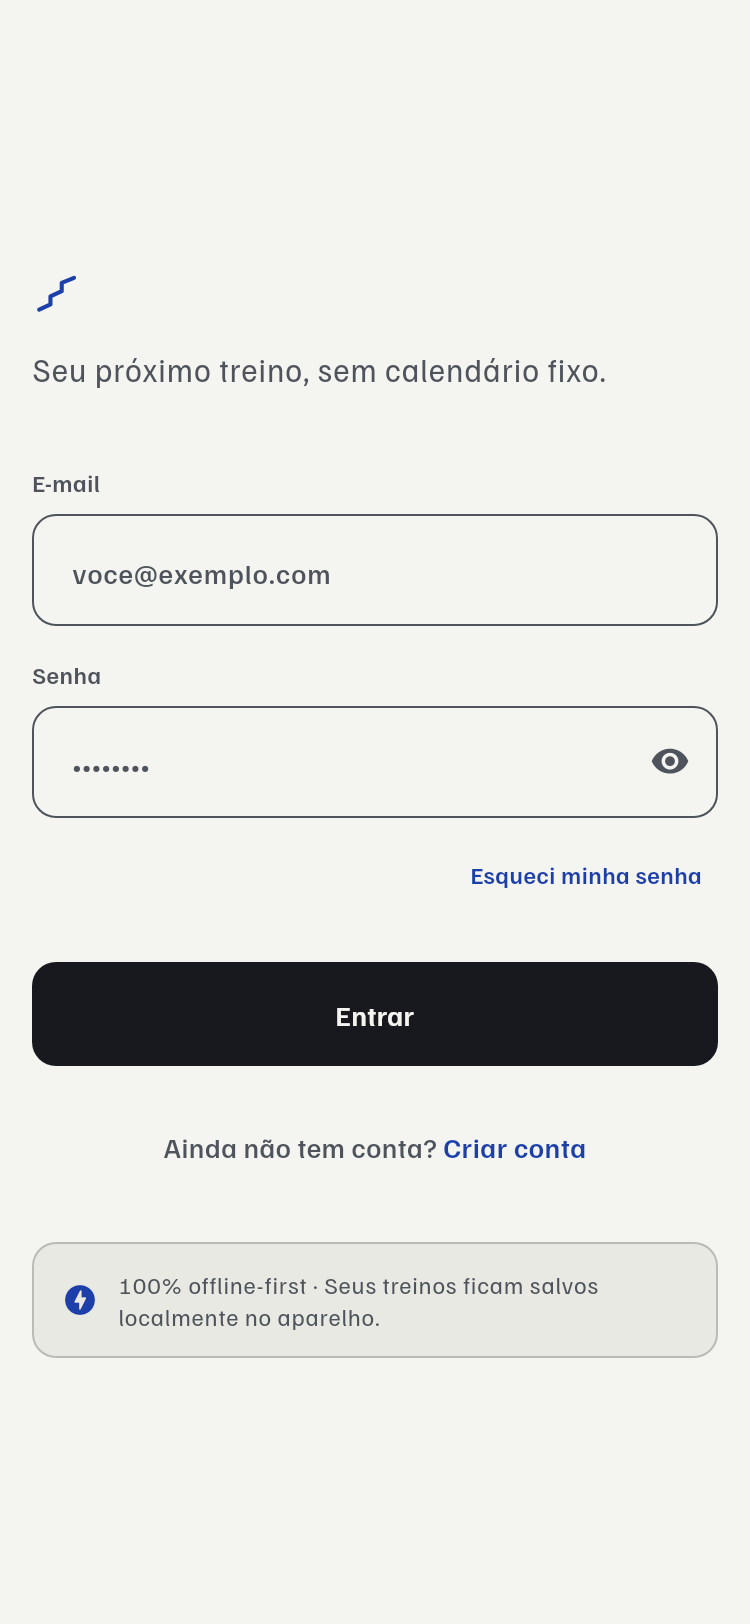 Seu próximo treino, sem calendário fixo.
E-mail
voce@exemplo.com
Senha
••••••••
Esqueci minha senha
Entrar
Ainda não tem conta? Criar conta
100% offline-first · Seus treinos ficam salvos
localmente no aparelho.